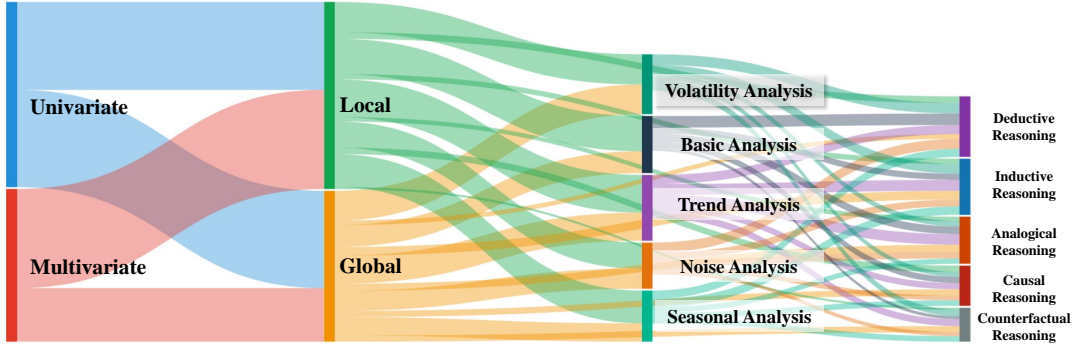 Univariate
Multivariate
Local
Global
Volatility Analysis
Basic Analysis
Trend Analysis
Noise Analysis
Seasonal Analysis
Deductive
Reasoning
Inductive
Reasoning
Analogical
Reasoning
Causal
Reasoning
Counterfactual
Reasoning